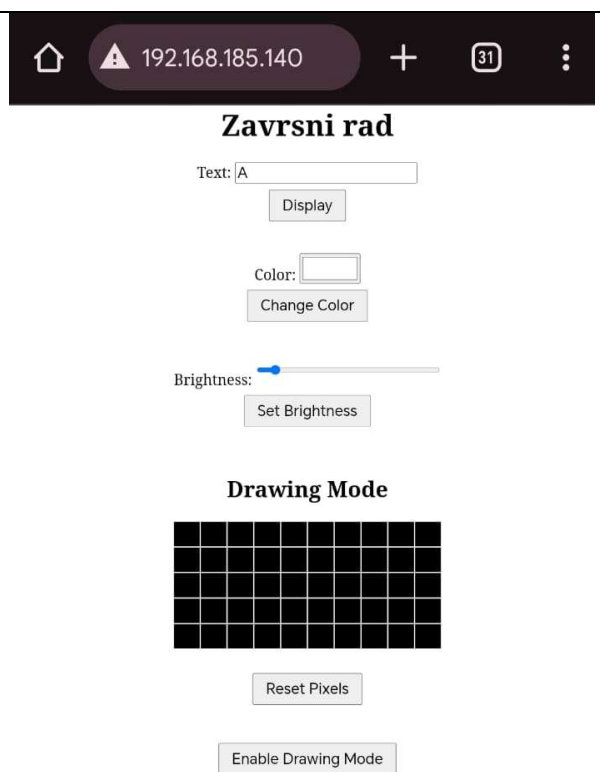 192.168.185.140
31
Zavrsni rad
Text: A
Display
Color:
Change Color
Brightness:
Set Brightness
Drawing Mode
Reset Pixels
Enable Drawing Mode